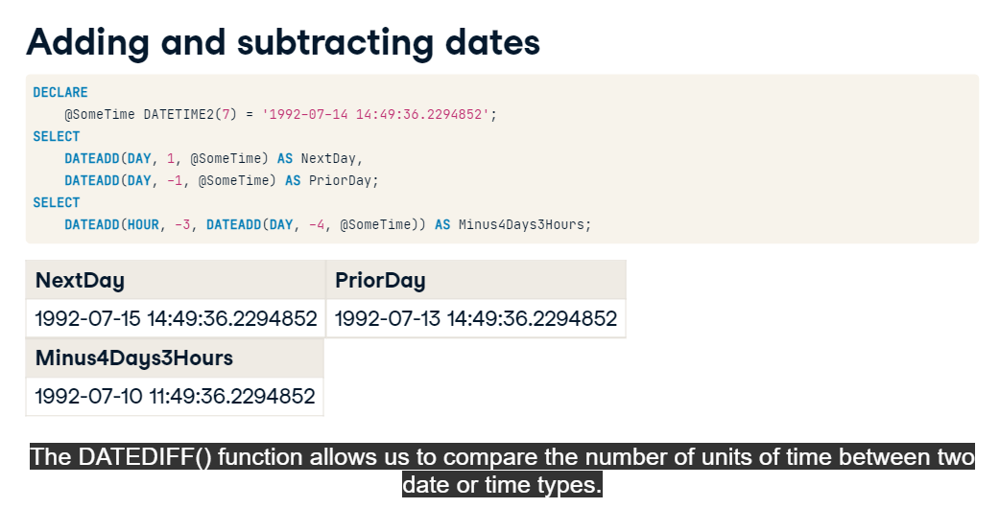 Adding and subtracting dates
DECLARE
@SomeTime DATETIME2(7) = '1992-07-14 14:49:36.2294852';
SELECT
DATEADD(DAY, 1, @SomeTime) AS NextDay,
DATEADD(DAY, -1, @SomeTime) AS PriorDay;
SELECT
DATEADD(HOUR, -3, DATEADD(DAY, -4, @SomeTime)) AS Minus4Days3Hours;
NextDay PriorDay
1992-07-15 14:49:36.2294852 1992-07-13 14:49:36.2294852
Minus4Days3Hours
1992-07-10 11:49:36.2294852
The DATEDIFF() function allows us to compare the number of units of time between two
date or time types.